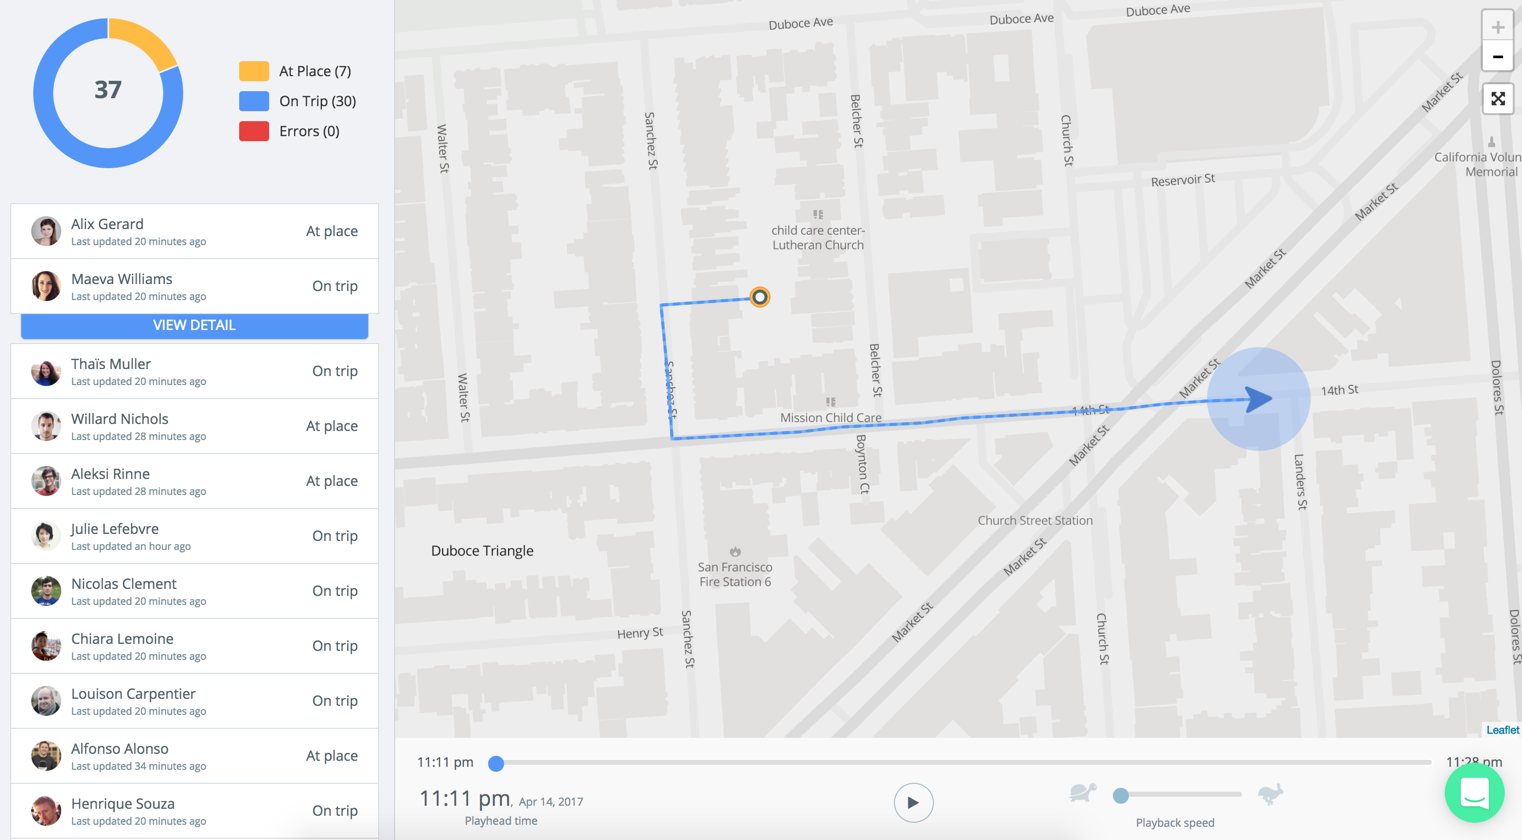 37
At Place (7)
On Trip (30)
Errors (0)
Alix Gerard
Last updated 20 minutes ago
At place
Maeva Williams
Last updated 20 minutes ago
On trip
VIEW DETAIL
Thaïs Muller
Last updated 20 minutes ago
On trip
Willard Nichols
Last updated 28 minutes ago
At place
Aleksi Rinne
Last updated 28 minutes ago
At place
Julie Lefebvre
Last updated an hour ago
On trip
Nicolas Clement
Last updated 20 minutes ago
On trip
Chiara Lemoine
Last updated 20 minutes ago
On trip
Louison Carpentier
Last updated 20 minutes ago
On trip
Alfonso Alonso
Last updated 34 minutes ago
At place
Henrique Souza
Last updated 20 minutes ago
On trip
Duboce Ave
Duboce Ave
Duboce Ave
Market St
Walter St
Sanchez St
Belcher St
Church St
California Volun
Memorial
Reservoir St
Market St
child care center-
Lutheran Church
Market St
Walter St
Sanchez St
Belcher St
Market St
14th St
Dolores St
Mission Child Care
14th St
Market St
Boynton Ct
Landers St
Church Street Station
Duboce Triangle
San Francisco
Fire Station 6
Market St
Henry St
Sanchez St
Market St
Church St
Dolores St
Leaflet
11:11 pm
11:28 pm
11:11 pm, Apr 14, 2017
Playhead time
Playback speed